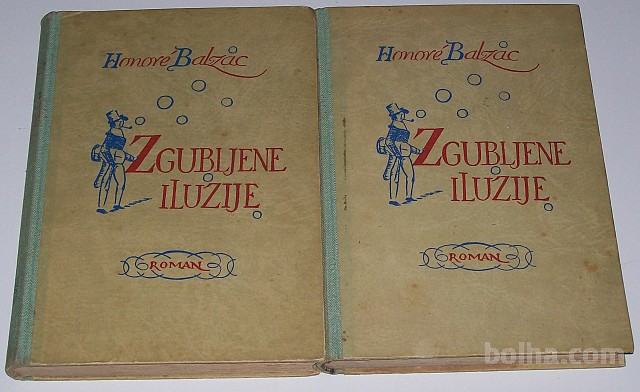 Honoré Balzac
ZGUBLJENE
ILUZIJE
ROMAN
Honoré Balzac
ZGUBLJENE
ILUZIJE
ROMAN
bolha.com